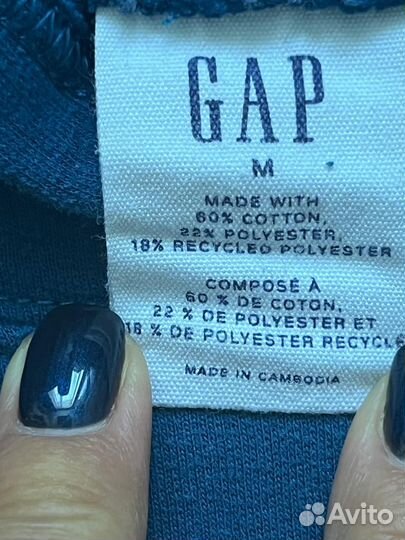 GAP
M
MADE WITH
60% COTTON,
22% POLYESTER,
18% RECYCLED POLYESTER
COMPOSÉ À
60 % DE COTON,
22 % DE POLYESTER ET
18 % DE POLYESTER RECYCLÉ
MADE IN CAMBODIA
Avito